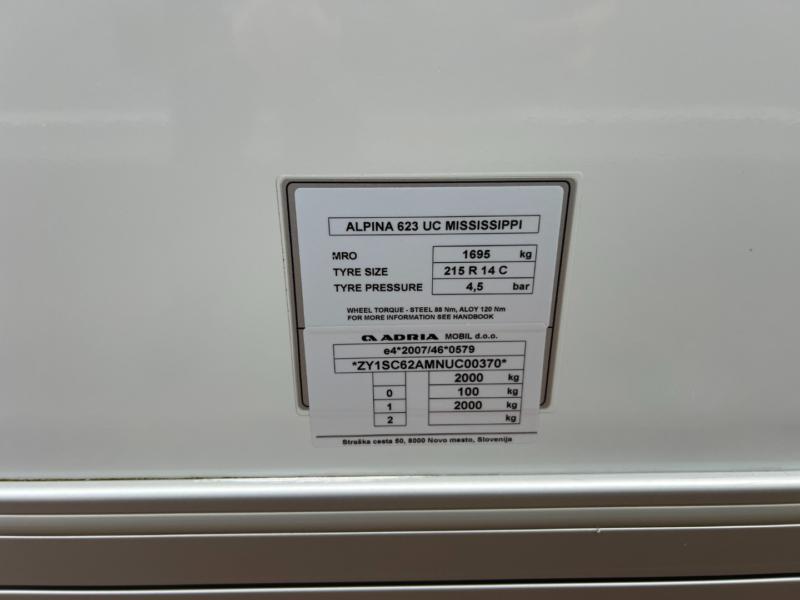 ALPINA 623 UC MISSISSIPPI
MRO 1695 kg
TYRE SIZE 215 R 14 C
TYRE PRESSURE 4,5 bar
WHEEL TORQUE - STEEL 88 Nm, ALOY 120 Nm
FOR MORE INFORMATION SEE HANDBOOK
ADRIA MOBIL d.o.o.
e4*2007/46*0579
*ZY1SC62AMNUC00370*
2000 kg
0 100 kg
1 2000 kg
2 kg
Straška cesta 50, 8000 Novo mesto, Slovenija